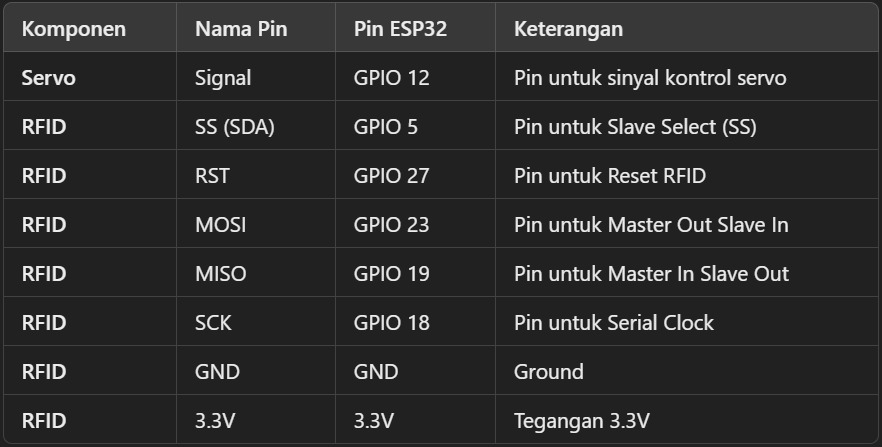 Komponen Nama Pin Pin ESP32 Keterangan
Servo Signal GPIO 12 Pin untuk sinyal kontrol servo
RFID SS (SDA) GPIO 5 Pin untuk Slave Select (SS)
RFID RST GPIO 27 Pin untuk Reset RFID
RFID MOSI GPIO 23 Pin untuk Master Out Slave In
RFID MISO GPIO 19 Pin untuk Master In Slave Out
RFID SCK GPIO 18 Pin untuk Serial Clock
RFID GND GND Ground
RFID 3.3V 3.3V Tegangan 3.3V